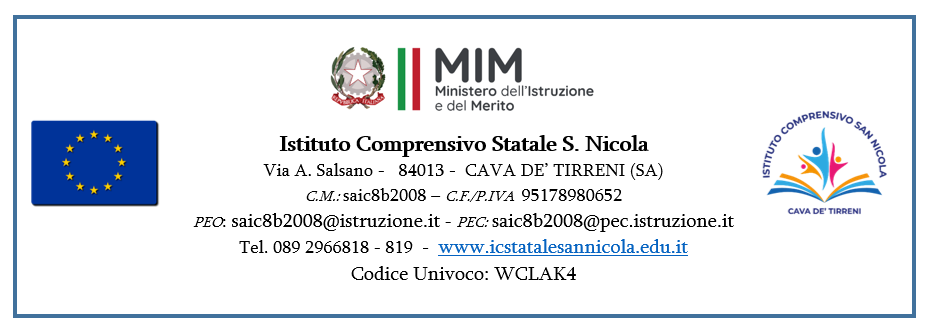 MIM
Ministero dell'Istruzione
e del Merito
REPVBBLICA ITALIANA
Istituto Comprensivo Statale S. Nicola
Via A. Salsano - 84013 - CAVA DE' TIRRENI (SA)
C.M.: saic8b2008 – C.F./P.IVA 95178980652
PEO: saic8b2008@istruzione.it - PEC: saic8b2008@pec.istruzione.it
Tel. 089 2966818 - 819 - www.icstatalesannicola.edu.it
Codice Univoco: WCLAK4
ISTITUTO COMPRENSIVO SAN NICOLA
CAVA DE' TIRRENI